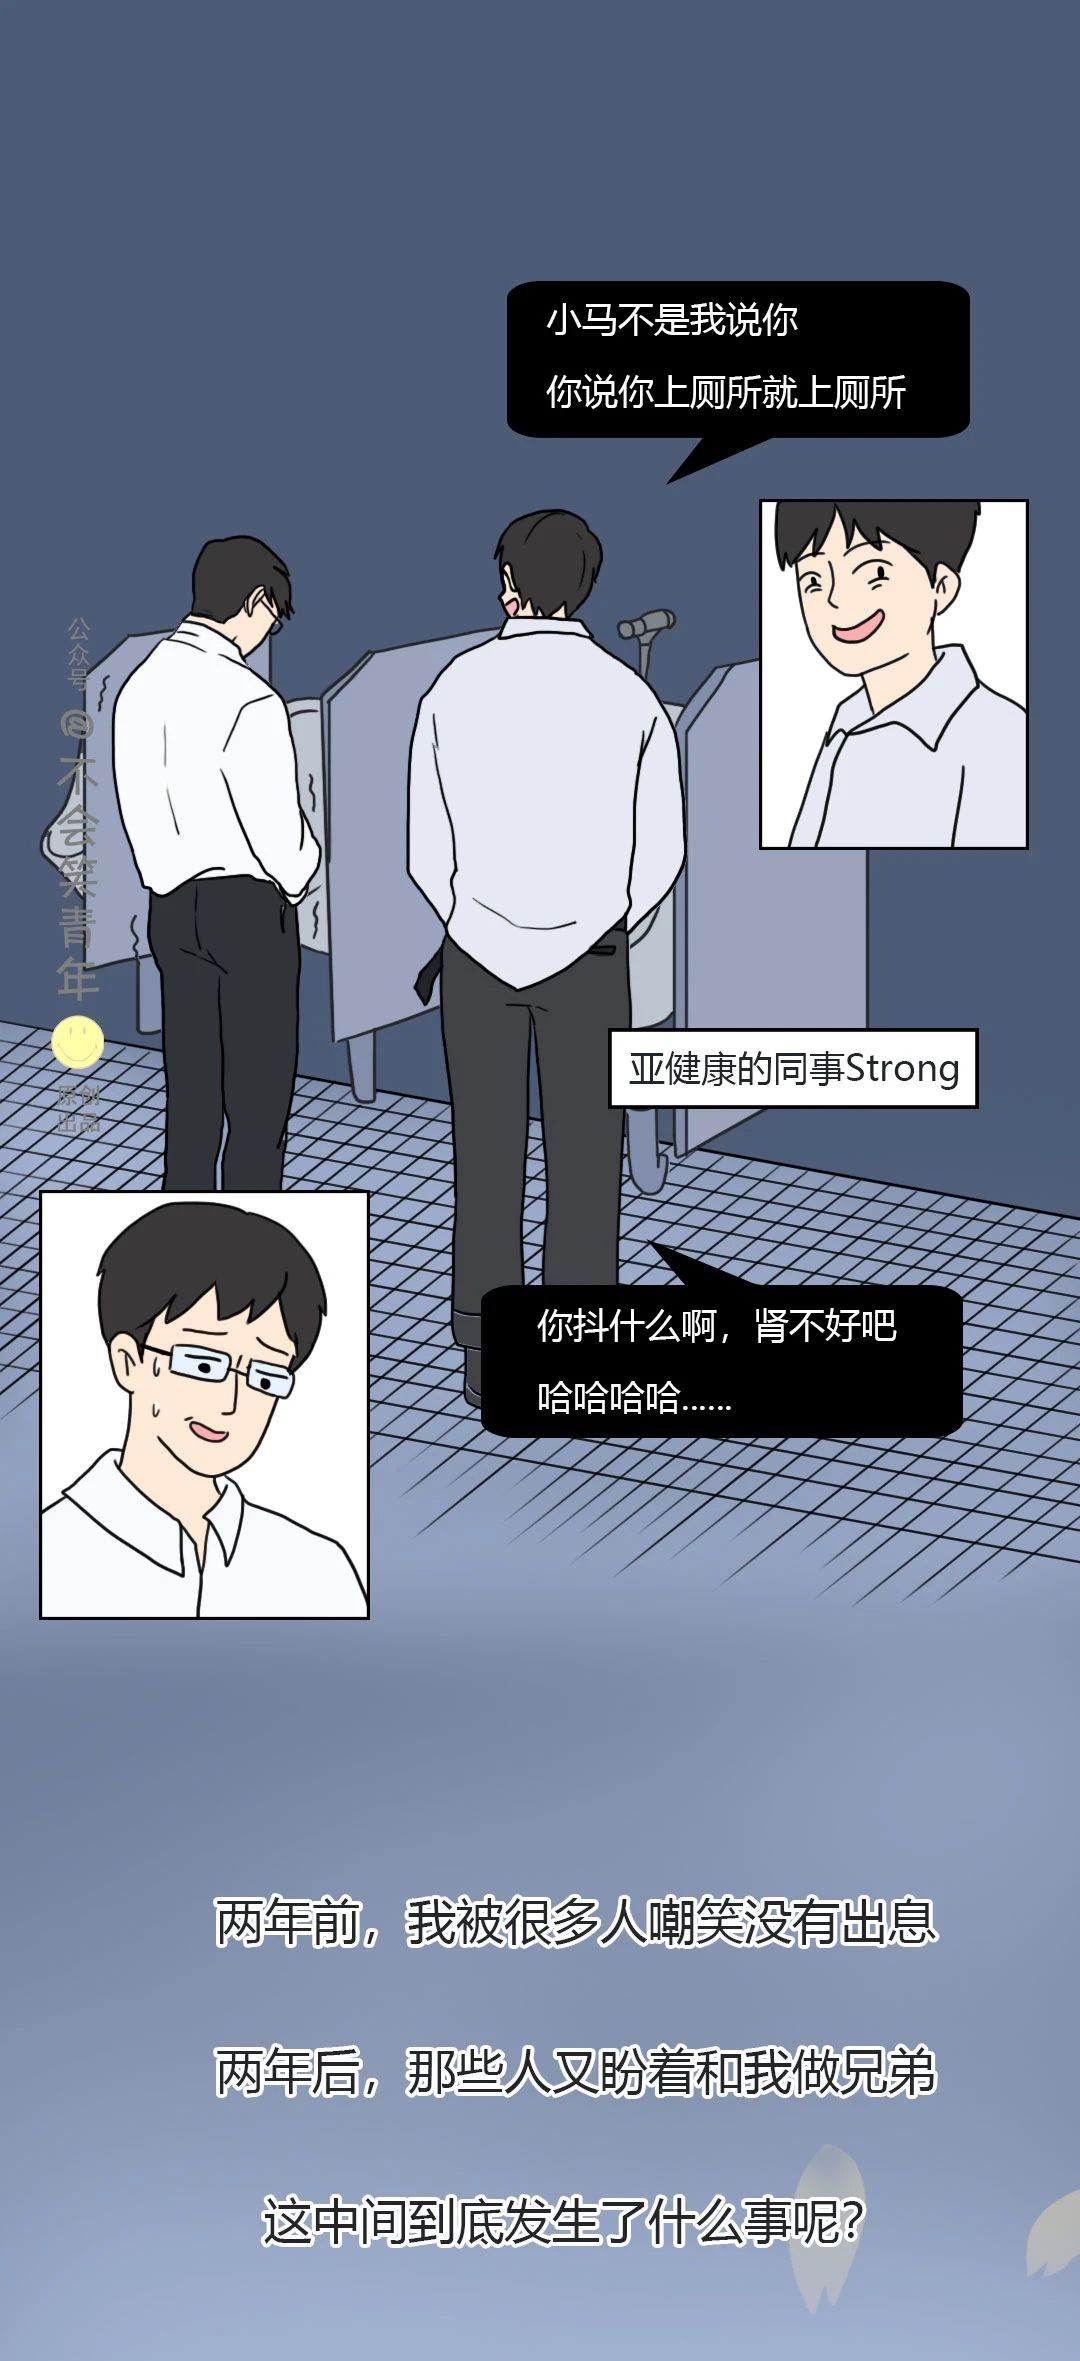 小马不是我说你
你说你上厕所就上厕所
公众号
@不会笑青年
原创
出品
亚健康的同事Strong
你抖什么啊，肾不好吧
哈哈哈哈......
两年前，我被很多人嘲笑没有出息
两年后，那些人又盼着和我做兄弟
这中间到底发生了什么事呢？